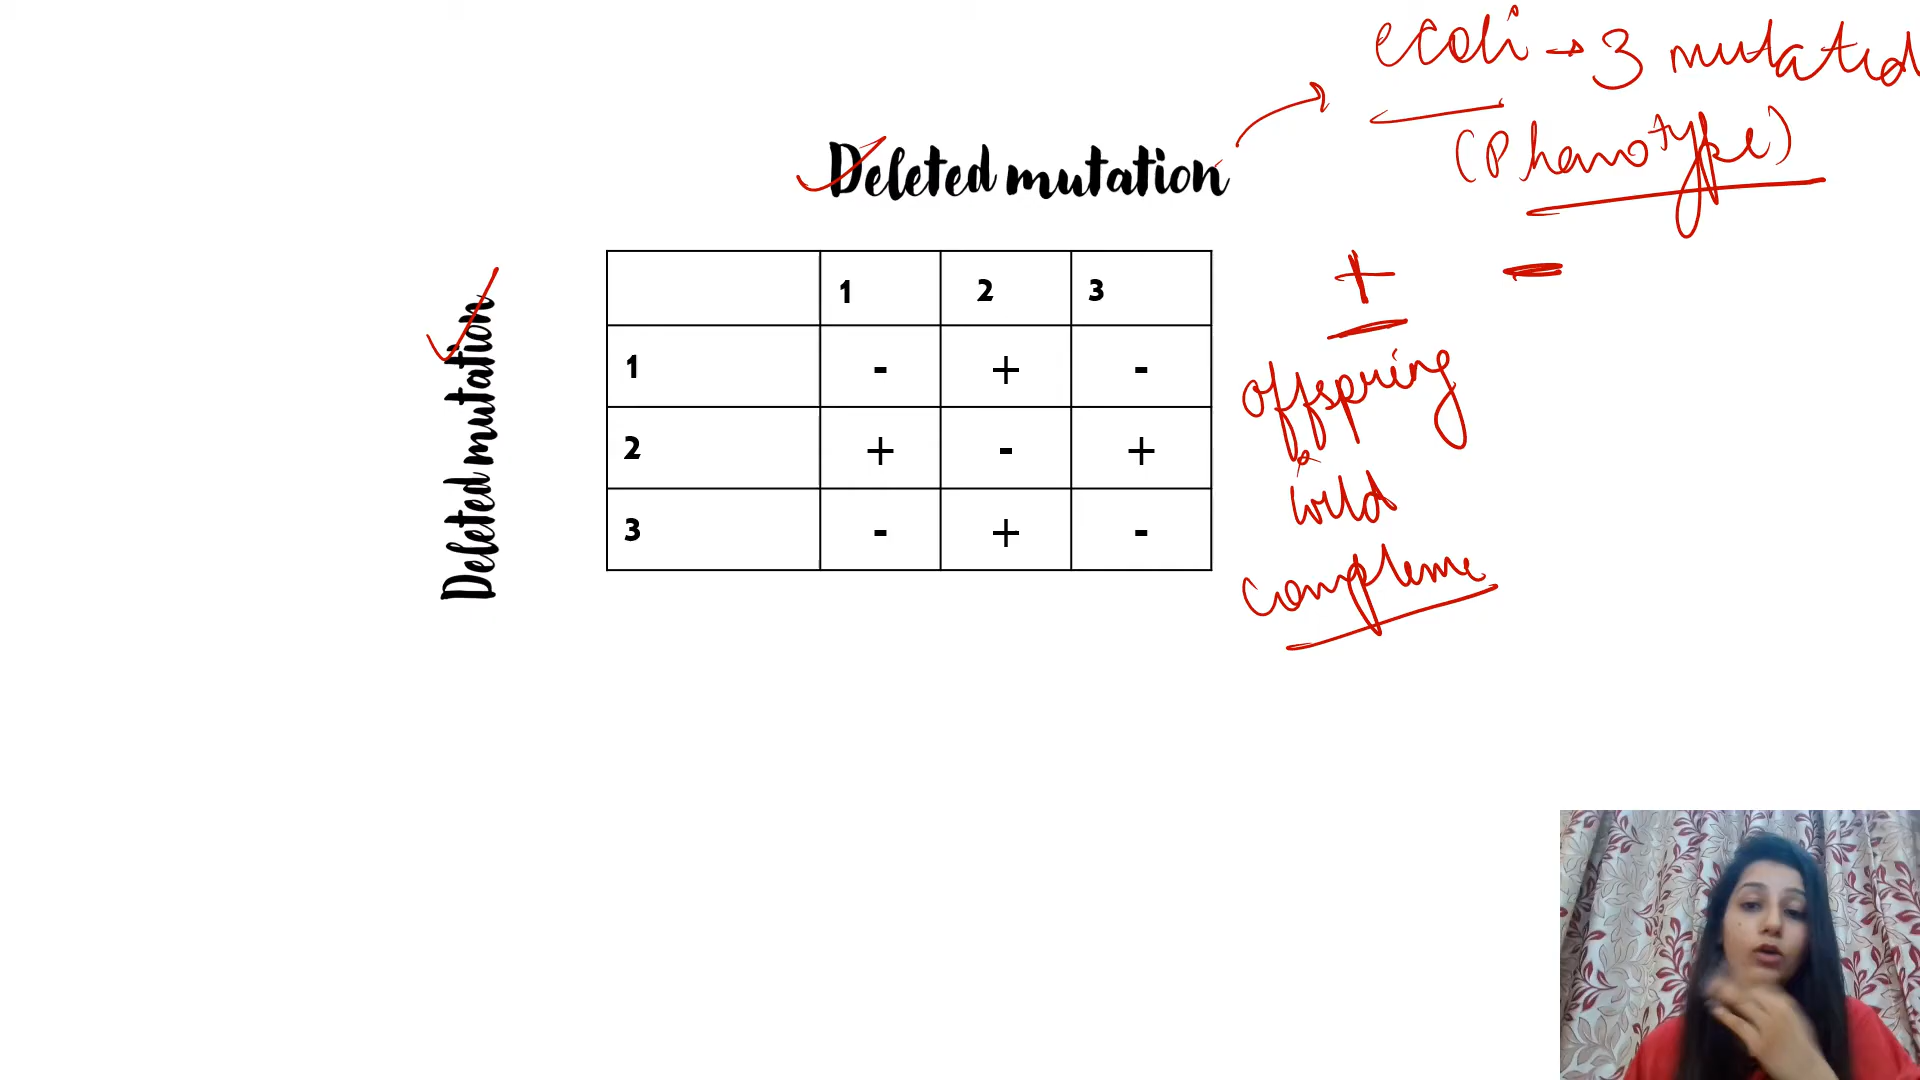 ecoli → 3 mutated
(Phenotype)
Deleted mutation
Deleted mutation
1 2 3
1 - + -
2 + - +
3 - + -
+ -
offspring
wild
compleme